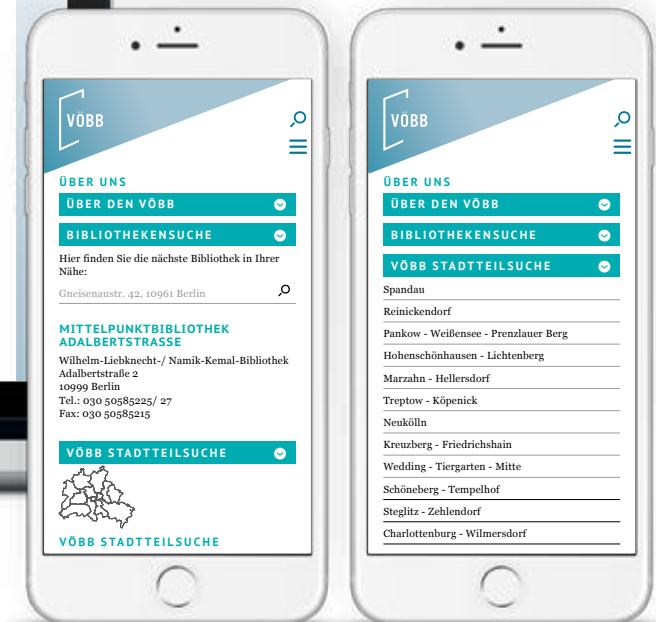 VÖBB
ÜBER UNS
ÜBER DEN VÖBB
BIBLIOTHEKENSUCHE
Hier finden Sie die nächste Bibliothek in Ihrer
Nähe:
Gneisenaustr. 42, 10961 Berlin
MITTELPUNKTBIBLIOTHEK
ADALBERTSTRASSE
Wilhelm-Liebknecht-/ Namik-Kemal-Bibliothek
Adalbertstraße 2
10999 Berlin
Tel.: 030 50585225/ 27
Fax: 030 50585215
VÖBB STADTTEILSUCHE
VÖBB STADTTEILSUCHE
VÖBB
ÜBER UNS
ÜBER DEN VÖBB
BIBLIOTHEKENSUCHE
VÖBB STADTTEILSUCHE
Spandau
Reinickendorf
Pankow - Weißensee - Prenzlauer Berg
Hohenschönhausen - Lichtenberg
Marzahn - Hellersdorf
Treptow - Köpenick
Neukölln
Kreuzberg - Friedrichshain
Wedding - Tiergarten - Mitte
Schöneberg - Tempelhof
Steglitz - Zehlendorf
Charlottenburg - Wilmersdorf